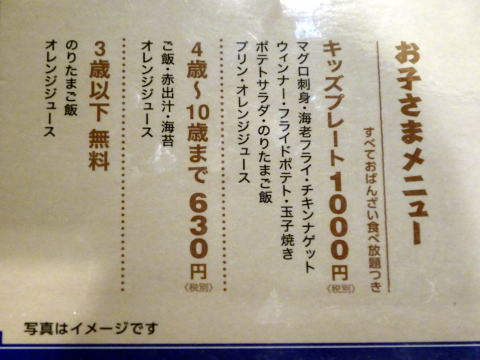 お子さまメニュー
すべておばんざい食べ放題つき
キッズプレート1000円〈税別〉
マグロ刺身・海老フライ・チキンナゲット
ウィンナー・フライドポテト・玉子焼き
ポテトサラダ・のりたまご飯
プリン・オレンジジュース
4歳〜10歳まで 630円〈税別〉
ご飯・赤出汁・海苔
オレンジジュース
3歳以下 無料
のりたまご飯
オレンジジュース
写真はイメージです